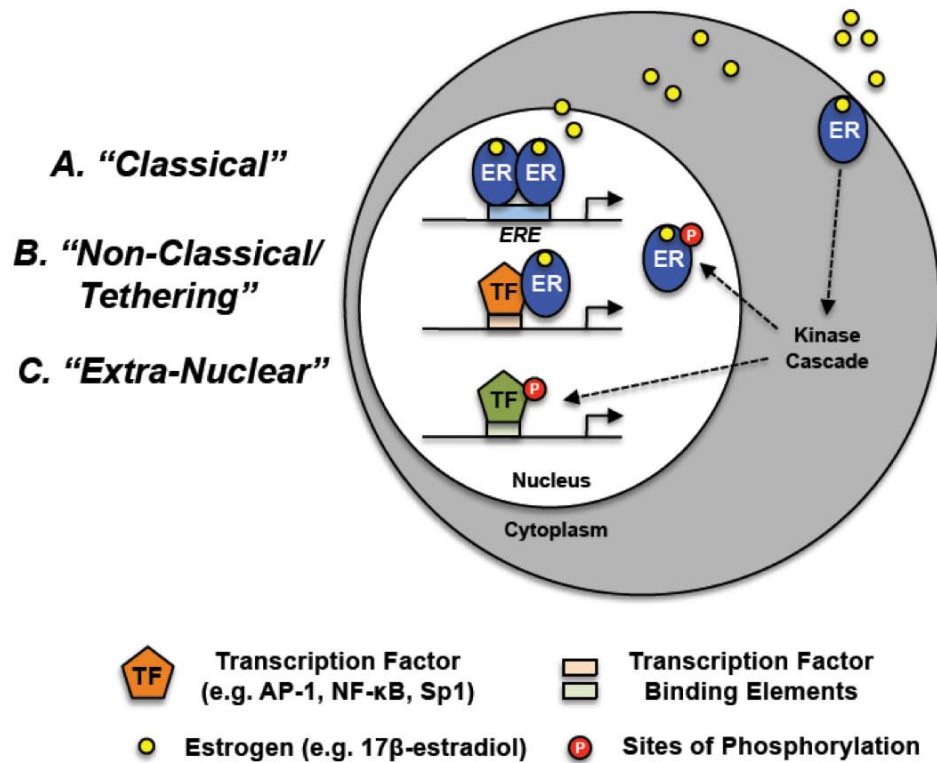 A. “Classical”
ER ER
ER
ERE
B. “Non-Classical/
Tethering”
ER P
TF ER
Kinase
Cascade
C. “Extra-Nuclear”
TF P
Nucleus
Cytoplasm
TF Transcription Factor
(e.g. AP-1, NF-κB, Sp1)
Transcription Factor
Binding Elements
Estrogen (e.g. 17β-estradiol)
P Sites of Phosphorylation